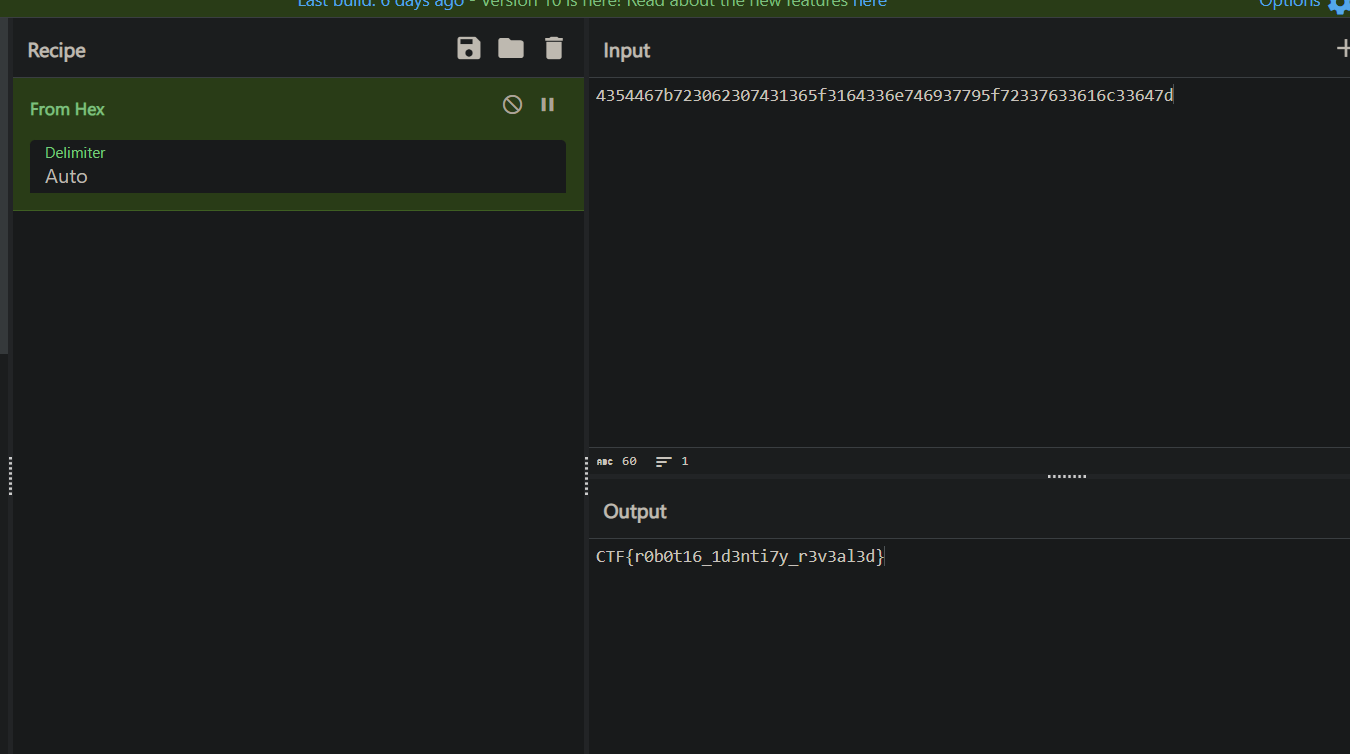 Last build: 6 days ago - Version 10 is here! Read about the new features here
Options
Recipe
From Hex
Delimiter
Auto
Input
4354467b723062307431365f3164336e746937795f72337633616c33647d
ABC 60 1
Output
CTF{r0b0t16_1d3nti7y_r3v3al3d}